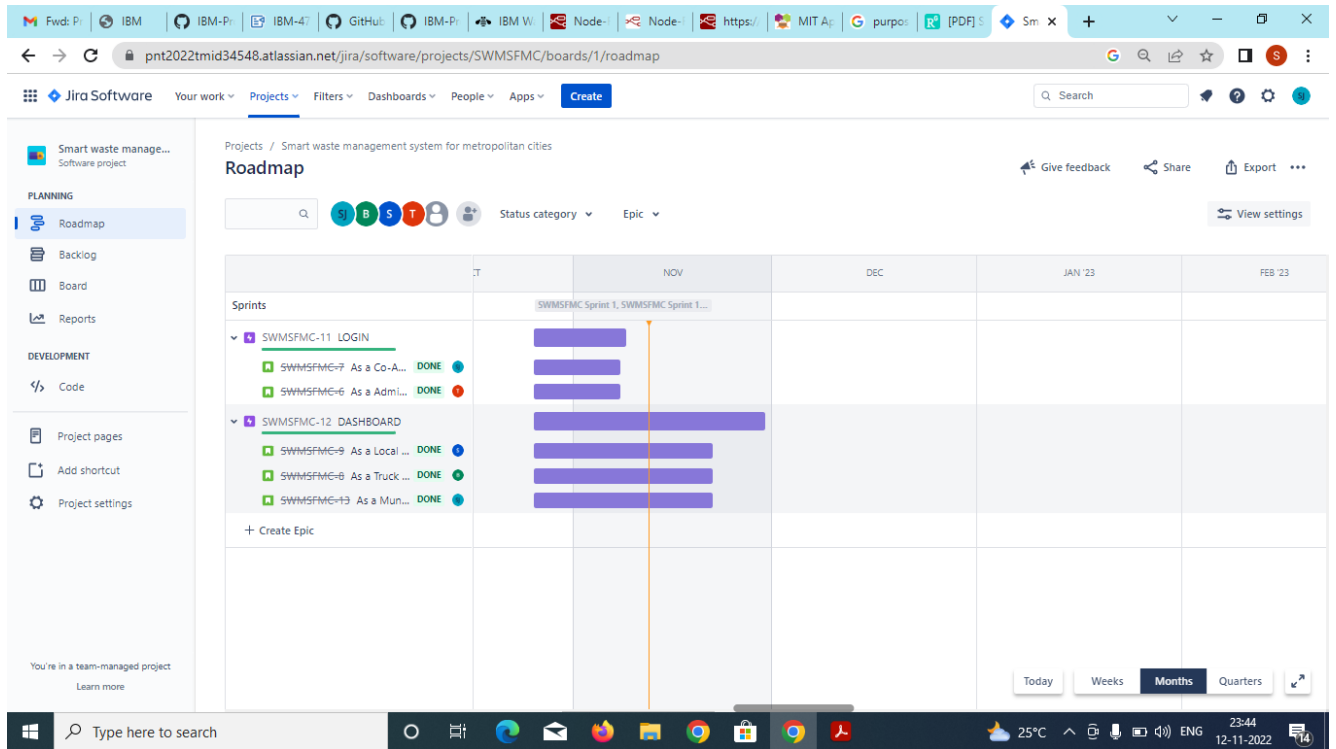 Fwd: Pr
IBM
IBM-Pr
IBM-47
GitHub
IBM-Pr
IBM W
Node-
Node-
https:/
MIT Ap
purpos
[PDF] S
Sm
pnt2022tmid34548.atlassian.net/jira/software/projects/SWMSFMC/boards/1/roadmap
S
Jira Software
Your work
Projects
Filters
Dashboards
People
Apps
Create
Search
SJ
Smart waste manage...
Software project
PLANNING
Roadmap
Backlog
Board
Reports
DEVELOPMENT
Code
Project pages
Add shortcut
Project settings
You're in a team-managed project
Learn more
Projects / Smart waste management system for metropolitan cities
Roadmap
Give feedback
Share
Export
SJ B S T
Status category
Epic
View settings
CT NOV DEC JAN '23 FEB '23
Sprints
SWMSFMC Sprint 1, SWMSFMC Sprint 1...
SWMSFMC-11 LOGIN
SWMSFMC-7 As a Co-A... DONE
SWMSFMC-6 As a Admi... DONE
SWMSFMC-12 DASHBOARD
SWMSFMC-9 As a Local ... DONE
SWMSFMC-8 As a Truck ... DONE
SWMSFMC-13 As a Mun... DONE
+ Create Epic
Today
Weeks
Months
Quarters
Type here to search
25°C
ENG
23:44
12-11-2022
14